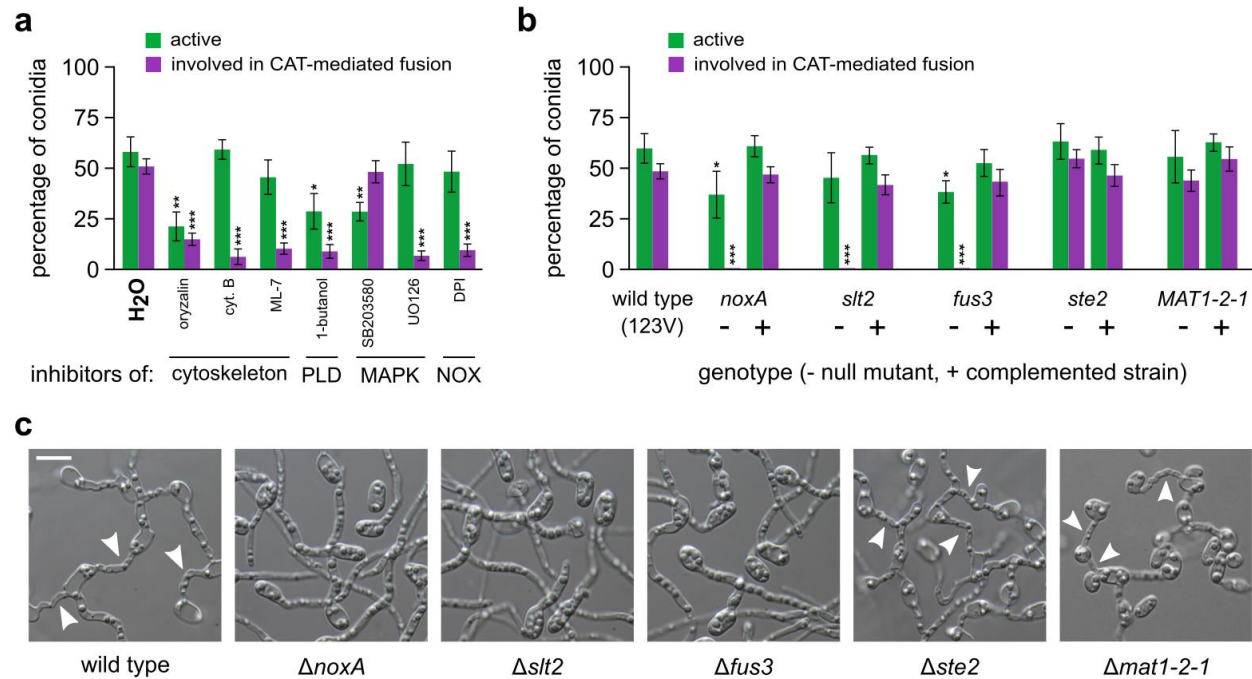 a
active
involved in CAT-mediated fusion
percentage of conidia
100
75
50
25
0
** *** *** *** * *** ** *** ***
H2O
oryzalin
cyt. B
ML-7
1-butanol
SB203580
UO126
DPI
inhibitors of: cytoskeleton PLD MAPK NOX
b
active
involved in CAT-mediated fusion
percentage of conidia
100
75
50
25
0
* *** *** * ***
wild type noxA slt2 fus3 ste2 MAT1-2-1
(123V) - + - + - + - + - +
genotype (- null mutant, + complemented strain)
c
wild type ΔnoxA Δslt2 Δfus3 Δste2 Δmat1-2-1